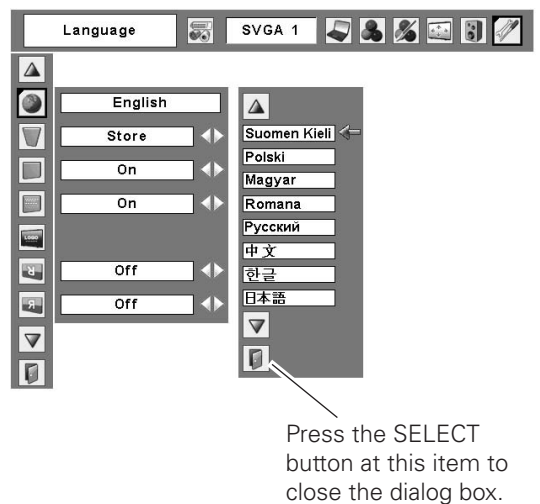 Language
SVGA 1
English
Store
On
On
LOGO
R
Off
R
Off
Suomen Kieli
Polski
Magyar
Romana
Русский
中文
한글
日本語
Press the SELECT
button at this item to
close the dialog box.